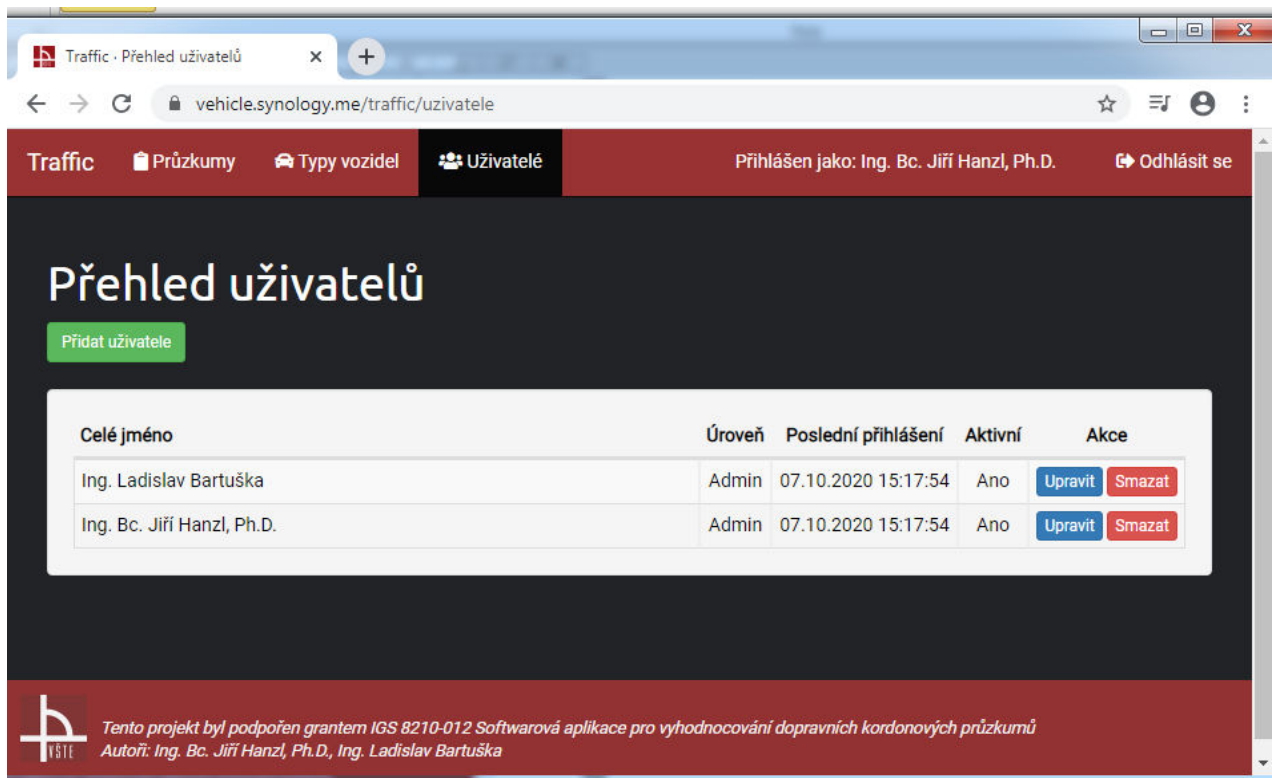 Traffic · Přehled uživatelů
vehicle.synology.me/traffic/uzivatele
Traffic Průzkumy Typy vozidel Uživatelé Přihlášen jako: Ing. Bc. Jiří Hanzl, Ph.D. Odhlásit se
Přehled uživatelů
Přidat uživatele
Celé jméno Úroveň Poslední přihlášení Aktivní Akce
Ing. Ladislav Bartuška Admin 07.10.2020 15:17:54 Ano Upravit Smazat
Ing. Bc. Jiří Hanzl, Ph.D. Admin 07.10.2020 15:17:54 Ano Upravit Smazat
Tento projekt byl podpořen grantem IGS 8210-012 Softwarová aplikace pro vyhodnocování dopravních kordonových průzkumů
VŠTE Autoři: Ing. Bc. Jiří Hanzl, Ph.D., Ing. Ladislav Bartuška